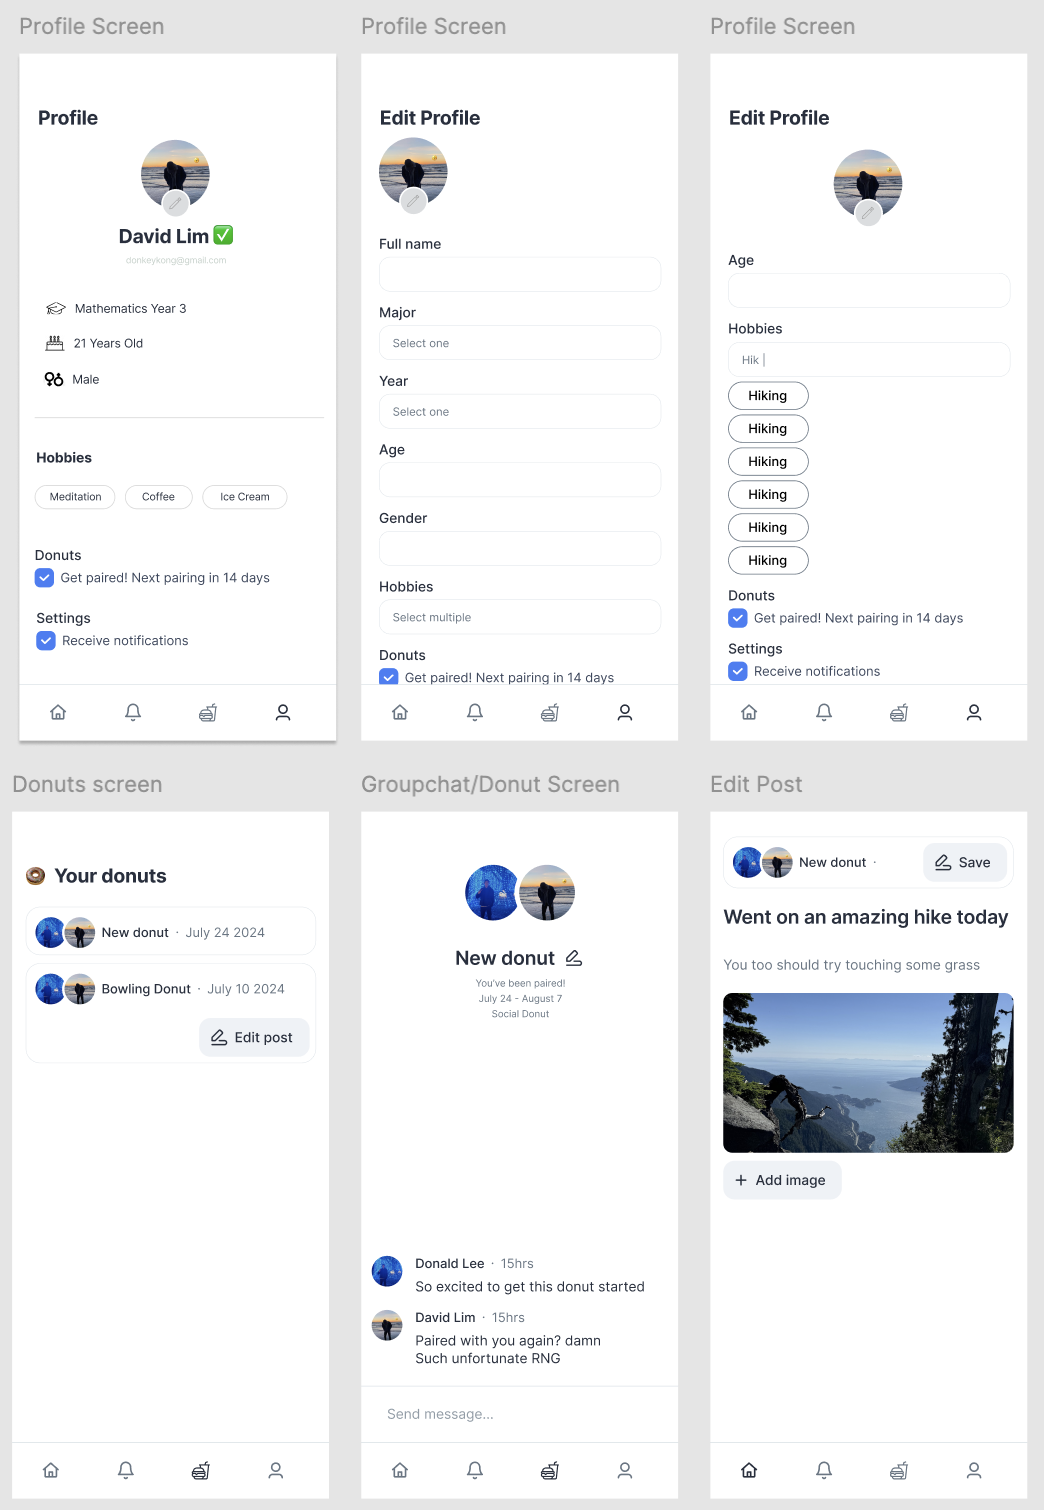 Profile Screen
Profile
David Lim
donkeykong@gmail.com
Mathematics Year 3
21 Years Old
Male
Hobbies
Meditation
Coffee
Ice Cream
Donuts
Get paired! Next pairing in 14 days
Settings
Receive notifications
Profile Screen
Edit Profile
Full name
Major
Select one
Year
Select one
Age
Gender
Hobbies
Select multiple
Donuts
Get paired! Next pairing in 14 days
Profile Screen
Edit Profile
Age
Hobbies
Hik |
Hiking
Hiking
Hiking
Hiking
Hiking
Hiking
Donuts
Get paired! Next pairing in 14 days
Settings
Receive notifications
Donuts screen
Your donuts
New donut · July 24 2024
Bowling Donut · July 10 2024
Edit post
Groupchat/Donut Screen
New donut
You've been paired!
July 24 - August 7
Social Donut
Donald Lee · 15hrs
So excited to get this donut started
David Lim · 15hrs
Paired with you again? damn
Such unfortunate RNG
Send message...
Edit Post
New donut ·
Save
Went on an amazing hike today
You too should try touching some grass
+ Add image